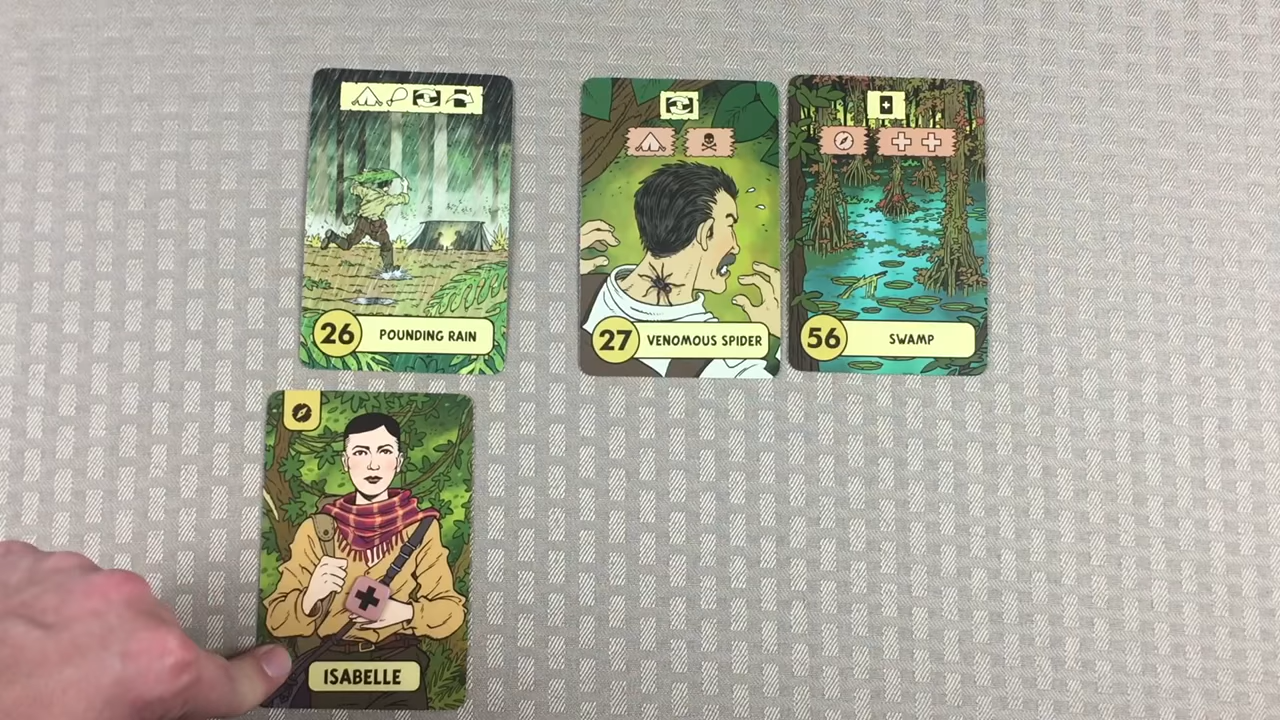 26 POUNDING RAIN
27 VENOMOUS SPIDER
56 SWAMP
ISABELLE